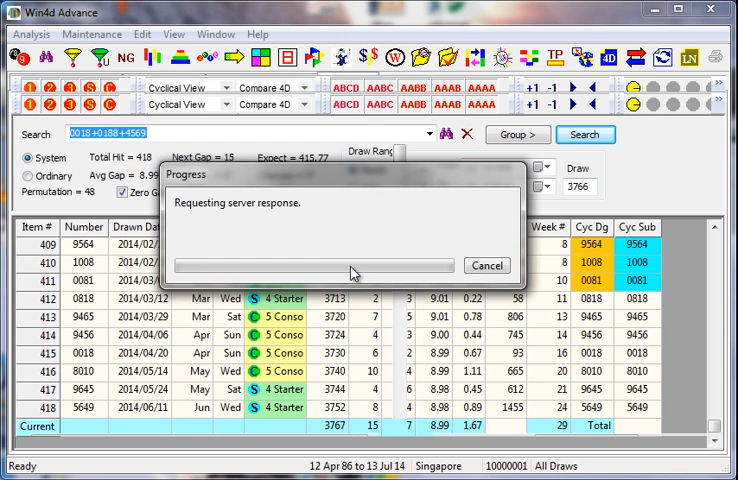 Win4d Advance
Analysis Maintenance Edit View Window Help
NG TP 4D LN
1 2 3 S C Cyclical View Compare 4D ABCD AABC AABB AAAB AAAA +1 -1
1 2 3 S C Cyclical View Compare 4D ABCD AABC AABB AAAB AAAA +1 -1
Search 0018+0188+4569 Group > Search
System Total Hit = 418 Next Gap = 15 Expect = 415.77 Draw Rang
Ordinary Avg Gap = 8.99 Draw
Permutation = 48 Zero G 3766
Progress
Requesting server response.
Cancel
Item # Number Drawn Date Week # Cyc Dg Cyc Sub
409 9564 2014/02/ 8 9564 9564
410 1008 2014/02/ 8 1008 1008
411 0081 10 0081 0081
412 0818 2014/03/12 Mar Wed S 4 Starter 3713 2 3 9.01 0.22 58 11 0818 0818
413 9465 2014/03/29 Mar Sat C 5 Conso 3720 7 5 9.01 0.78 806 13 9465 9465
414 9456 2014/04/06 Apr Sun C 5 Conso 3724 4 3 9.00 0.44 745 14 9456 9456
415 0018 2014/04/20 Apr Sun C 5 Conso 3730 6 2 8.99 0.67 93 16 0018 0018
416 8010 2014/05/14 May Wed C 5 Conso 3740 10 4 8.99 1.11 665 20 8010 8010
417 9645 2014/05/24 May Sat S 4 Starter 3744 4 6 8.98 0.45 612 21 9645 9645
418 5649 2014/06/11 Jun Wed S 4 Starter 3752 8 4 8.98 0.89 1455 24 5649 5649
Current 3767 15 7 8.99 1.67 29 Total
Ready 12 Apr 86 to 13 Jul 14 Singapore 10000001 All Draws